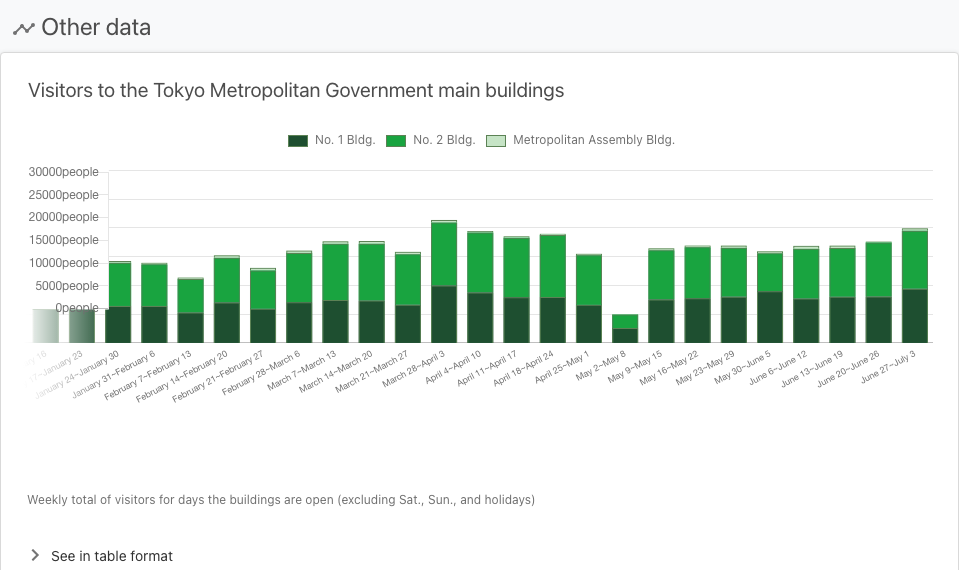 Other data
Visitors to the Tokyo Metropolitan Government main buildings
No. 1 Bldg. No. 2 Bldg. Metropolitan Assembly Bldg.
30000people
25000people
20000people
15000people
10000people
5000people
0people
January 23
January 24~January 30
January 31~February 6
February 7~February 13
February 14~February 20
February 21~February 27
February 28~March 6
March 7~March 13
March 14~March 20
March 21~March 27
March 28~April 3
April 4~April 10
April 11~April 17
April 18~April 24
April 25~May 1
May 2~May 8
May 9~May 15
May 16~May 22
May 23~May 29
May 30~June 5
June 6~June 12
June 13~June 19
June 20~June 26
June 27~July 3
Weekly total of visitors for days the buildings are open (excluding Sat., Sun., and holidays)
See in table format